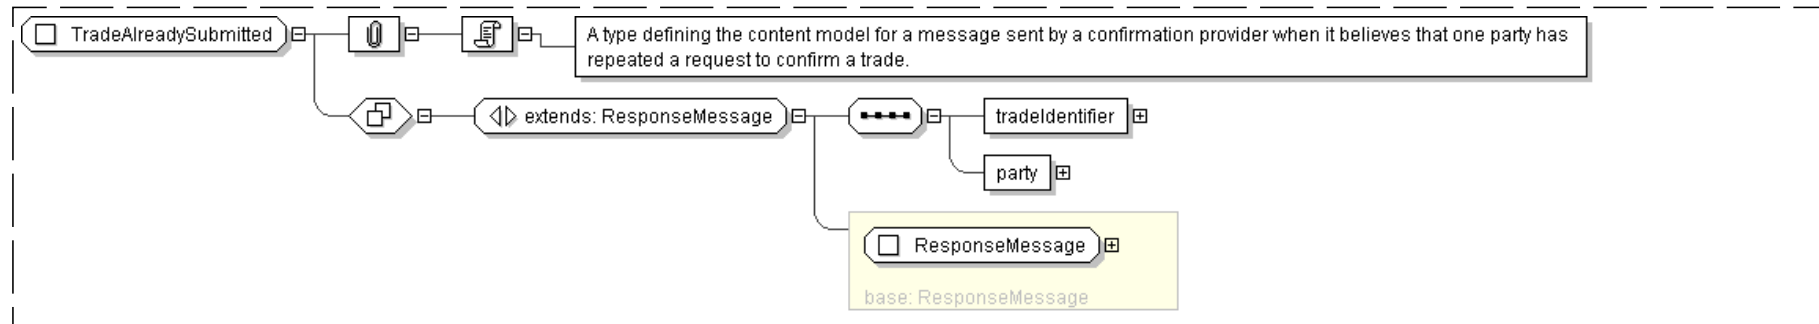 TradeAlreadySubmitted
A type defining the content model for a message sent by a confirmation provider when it believes that one party has
repeated a request to confirm a trade.
extends: ResponseMessage
tradeIdentifier
party
ResponseMessage
base: ResponseMessage